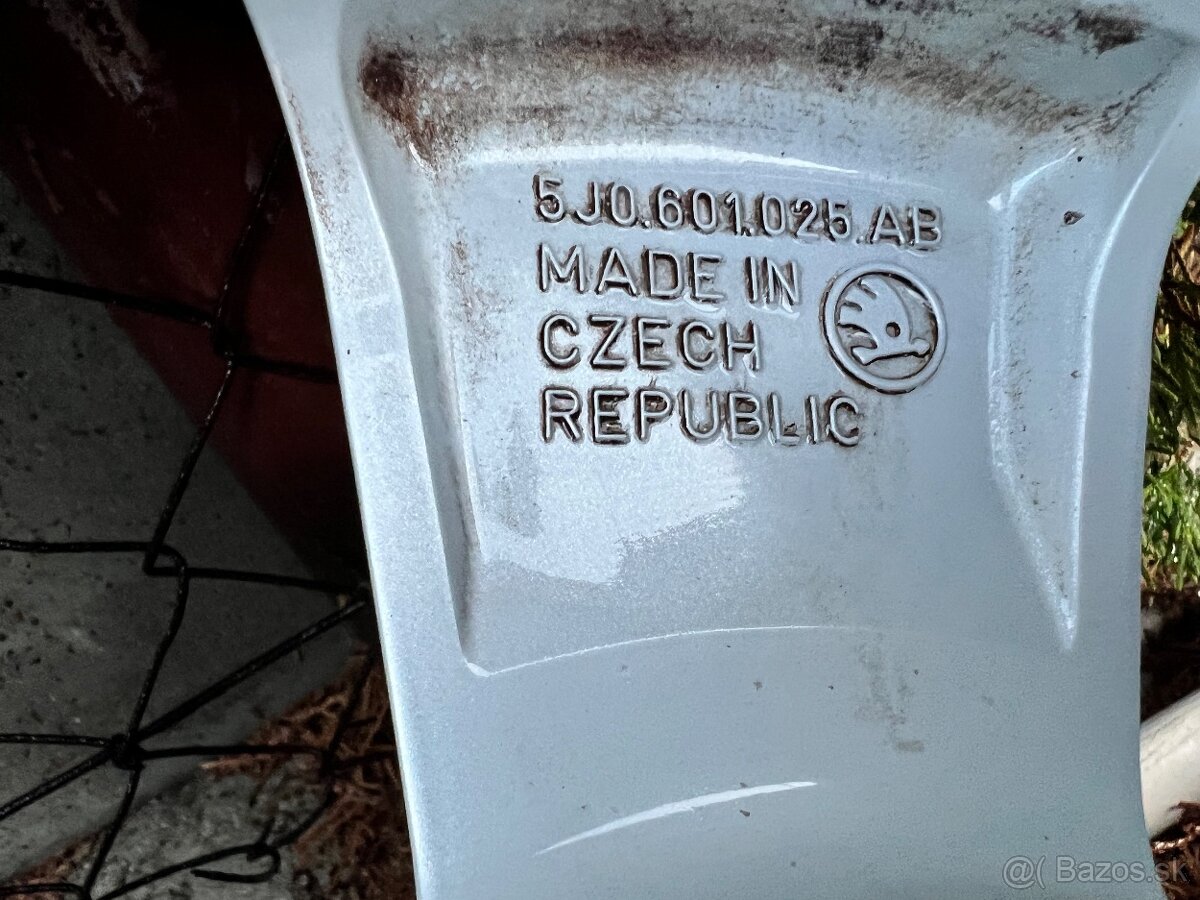 5J0.601.025.AB
MADE IN
CZECH
REPUBLIC
@( Bazos.sk